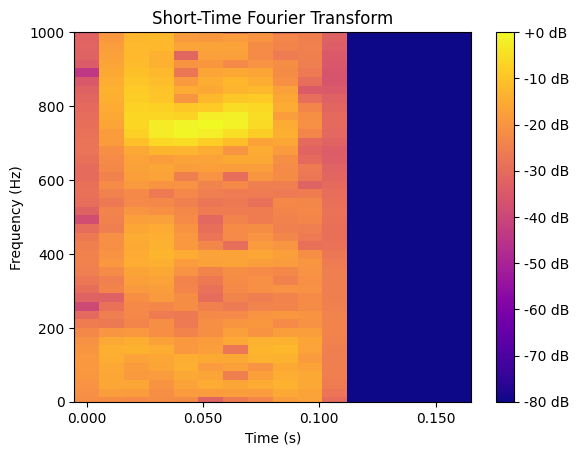 Short-Time Fourier Transform
1000
800
600
400
200
0
Frequency (Hz)
0.000
0.050
0.100
0.150
Time (s)
+0 dB
-10 dB
-20 dB
-30 dB
-40 dB
-50 dB
-60 dB
-70 dB
-80 dB